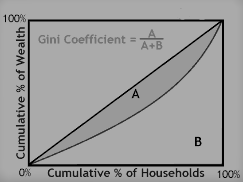 100%
Gini Coefficient = A
A+B
Cumulative % of Wealth
A
B
0%
Cumulative % of Households
100%